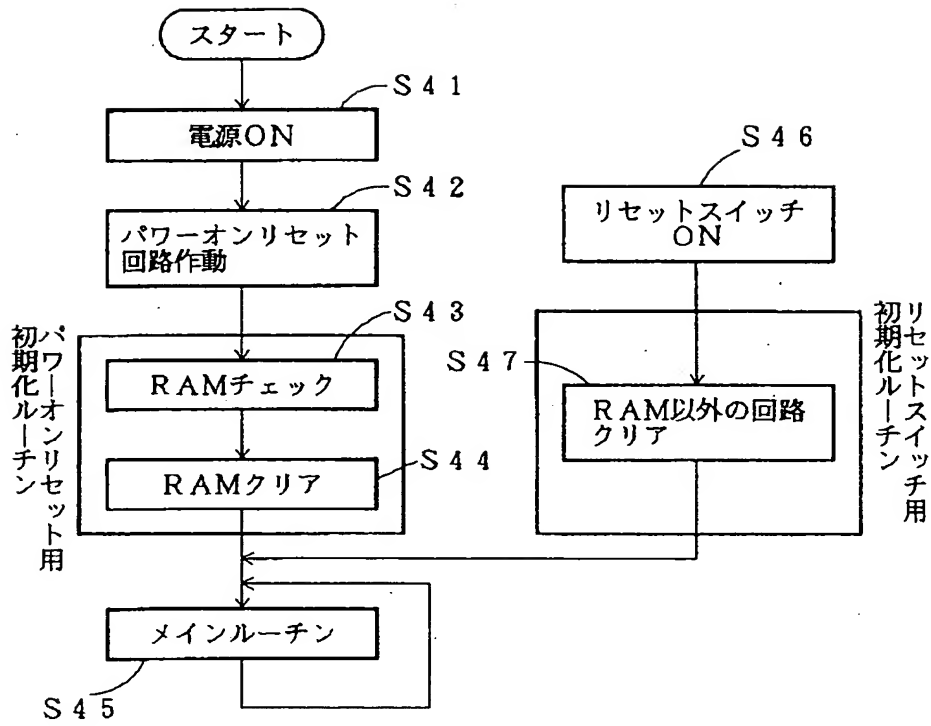 スタート
S41
電源ON
S42
パワーオンリセット
回路作動
パワーオンリセット用
初期化ルーチン
S43
RAMチェック
S44
RAMクリア
S45
メインルーチン
S46
リセットスイッチ
ON
リセットスイッチ用
初期化ルーチン
S47
RAM以外の回路
クリア